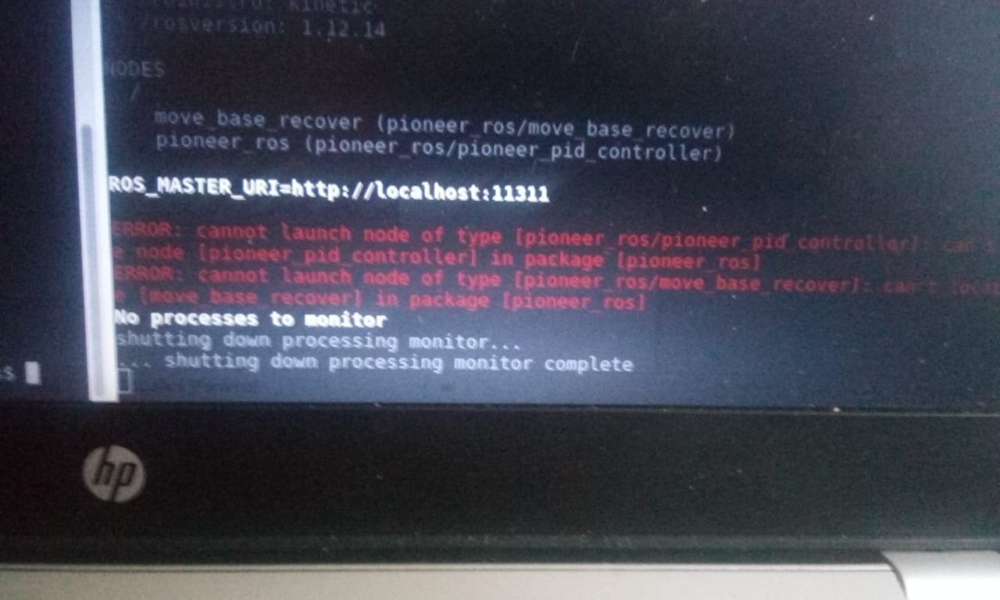 /rosdistro: kinetic
/rosversion: 1.12.14
NODES
/
move_base_recover (pioneer_ros/move_base_recover)
pioneer_ros (pioneer_ros/pioneer_pid_controller)
ROS_MASTER_URI=http://localhost:11311
ERROR: cannot launch node of type [pioneer_ros/pioneer_pid_controller]: can't
e node [pioneer_pid_controller] in package [pioneer_ros]
ERROR: cannot launch node of type [pioneer_ros/move_base_recover]: can't locat
e [move_base_recover] in package [pioneer_ros]
No processes to monitor
shutting down processing monitor...
... shutting down processing monitor complete
s
hp